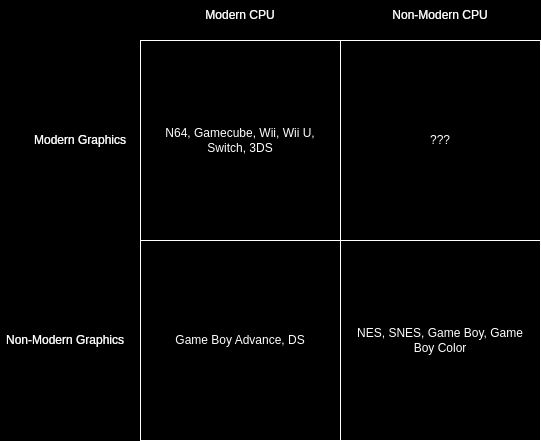 Modern CPU
Non-Modern CPU
Modern Graphics
N64, Gamecube, Wii, Wii U,
Switch, 3DS
???
Non-Modern Graphics
Game Boy Advance, DS
NES, SNES, Game Boy, Game
Boy Color